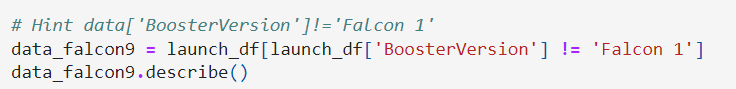 # Hint data['BoosterVersion']!='Falcon 1'
data_falcon9 = launch_df[launch_df['BoosterVersion'] != 'Falcon 1']
data_falcon9.describe()